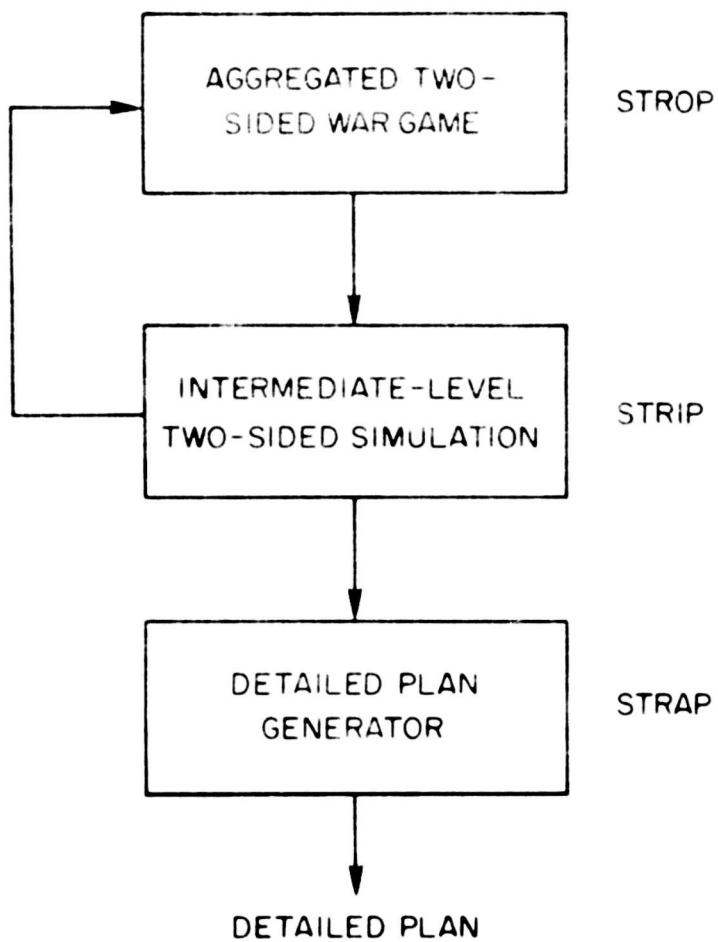 AGGREGATED TWO-
SIDED WAR GAME
STROP
INTERMEDIATE-LEVEL
TWO-SIDED SIMULATION
STRIP
DETAILED PLAN
GENERATOR
STRAP
DETAILED PLAN